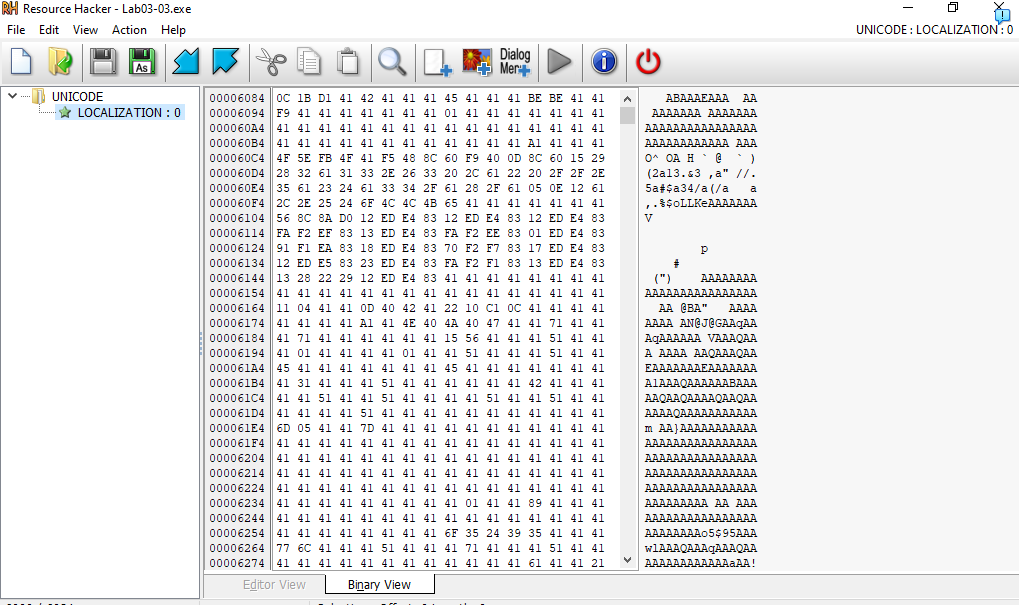 Resource Hacker - Lab03-03.exe
File Edit View Action Help
UNICODE : LOCALIZATION : 0
As
Dialog
Menu
UNICODE
LOCALIZATION : 0
00006084 0C 1B D1 41 42 41 41 41 45 41 41 41 BE BE 41 41 ABAAAEAAA AA
00006094 F9 41 41 41 41 41 41 41 01 41 41 41 41 41 41 41 AAAAAAA AAAAAAA
000060A4 41 41 41 41 41 41 41 41 41 41 41 41 41 41 41 41 AAAAAAAAAAAAAAAA
000060B4 41 41 41 41 41 41 41 41 41 41 41 41 A1 41 41 41 AAAAAAAAAAAA AAA
000060C4 4F 5E FB 4F 41 F5 48 8C 60 F9 40 0D 8C 60 15 29 O^ OA H ` @ ` )
000060D4 28 32 61 31 33 2E 26 33 20 2C 61 22 20 2F 2F 2E (2a13.&3 ,a" //.
000060E4 35 61 23 24 61 33 34 2F 61 28 2F 61 05 0E 12 61 5a#$a34/a(/a a
000060F4 2C 2E 25 24 6F 4C 4C 4B 65 41 41 41 41 41 41 41 ,.%$oLLKeAAAAAAA
00006104 56 8C 8A D0 12 ED E4 83 12 ED E4 83 12 ED E4 83 V
00006114 FA F2 EF 83 13 ED E4 83 FA F2 EE 83 01 ED E4 83
00006124 91 F1 EA 83 18 ED E4 83 70 F2 F7 83 17 ED E4 83 p
00006134 12 ED E5 83 23 ED E4 83 FA F2 F1 83 13 ED E4 83 #
00006144 13 28 22 29 12 ED E4 83 41 41 41 41 41 41 41 41 (") AAAAAAAA
00006154 41 41 41 41 41 41 41 41 41 41 41 41 41 41 41 41 AAAAAAAAAAAAAAAA
00006164 11 04 41 41 0D 40 42 41 22 10 C1 0C 41 41 41 41 AA @BA" AAAA
00006174 41 41 41 41 A1 41 4E 40 4A 40 47 41 41 71 41 41 AAAA AN@J@GAAqAA
00006184 41 71 41 41 41 41 41 41 15 56 41 41 41 51 41 41 AqAAAAAA VAAAQAA
00006194 41 01 41 41 41 41 01 41 41 51 41 41 41 51 41 41 A AAAA AAQAAAQAA
000061A4 45 41 41 41 41 41 41 41 45 41 41 41 41 41 41 41 EAAAAAAAEAAAAAAA
000061B4 41 31 41 41 41 51 41 41 41 41 41 41 42 41 41 41 A1AAAQAAAAAABAAA
000061C4 41 41 51 41 41 51 41 41 41 41 51 41 41 51 41 41 AAQAAQAAAAQAAQAA
000061D4 41 41 41 41 51 41 41 41 41 41 41 41 41 41 41 41 AAAAQAAAAAAAAAAA
000061E4 6D 05 41 41 7D 41 41 41 41 41 41 41 41 41 41 41 m AA}AAAAAAAAAAA
000061F4 41 41 41 41 41 41 41 41 41 41 41 41 41 41 41 41 AAAAAAAAAAAAAAAA
00006204 41 41 41 41 41 41 41 41 41 41 41 41 41 41 41 41 AAAAAAAAAAAAAAAA
00006214 41 41 41 41 41 41 41 41 41 41 41 41 41 41 41 41 AAAAAAAAAAAAAAAA
00006224 41 41 41 41 41 41 41 41 41 41 41 41 41 41 41 41 AAAAAAAAAAAAAAAA
00006234 41 41 41 41 41 41 41 41 41 01 41 41 89 41 41 41 AAAAAAAAA AA AAA
00006244 41 41 41 41 41 41 41 41 41 41 41 41 41 41 41 41 AAAAAAAAAAAAAAAA
00006254 41 41 41 41 41 41 41 41 6F 35 24 39 35 41 41 41 AAAAAAAAo5$95AAA
00006264 77 6C 41 41 41 51 41 41 41 71 41 41 41 51 41 41 wlAAAQAAAqAAAQAA
00006274 41 41 41 41 41 41 41 41 41 41 41 41 61 41 41 21 AAAAAAAAAAAAaAA!
Editor View Binary View